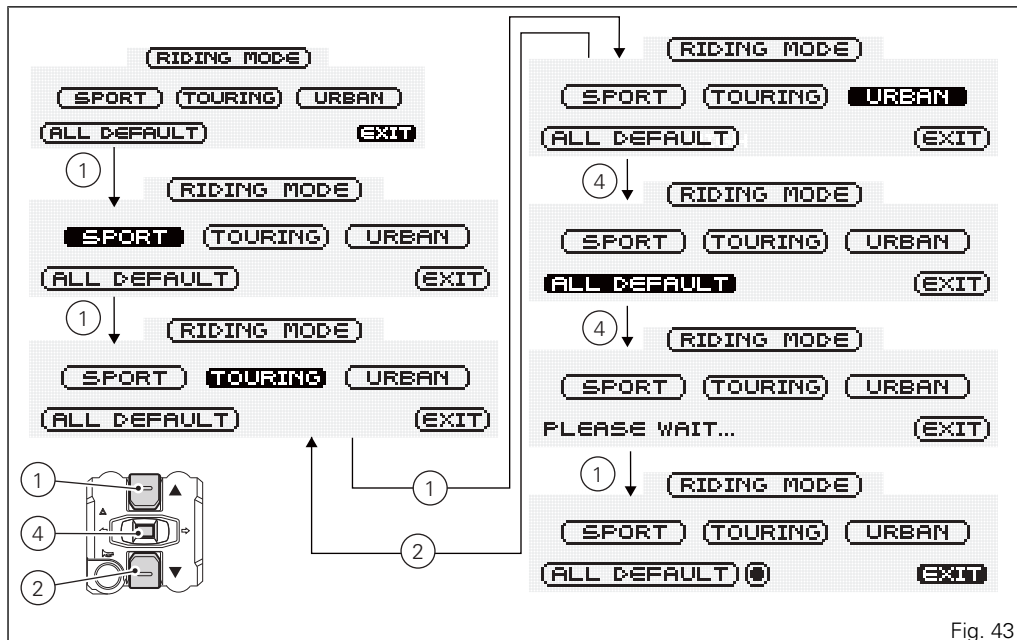 RIDING MODE
SPORT TOURING URBAN
ALL DEFAULT EXIT
1
RIDING MODE
SPORT TOURING URBAN
ALL DEFAULT EXIT
1
RIDING MODE
SPORT TOURING URBAN
ALL DEFAULT EXIT
1
4
2
1
2
RIDING MODE
SPORT TOURING URBAN
ALL DEFAULT EXIT
4
RIDING MODE
SPORT TOURING URBAN
ALL DEFAULT EXIT
4
RIDING MODE
SPORT TOURING URBAN
PLEASE WAIT... EXIT
1
RIDING MODE
SPORT TOURING URBAN
ALL DEFAULT EXIT
Fig. 43